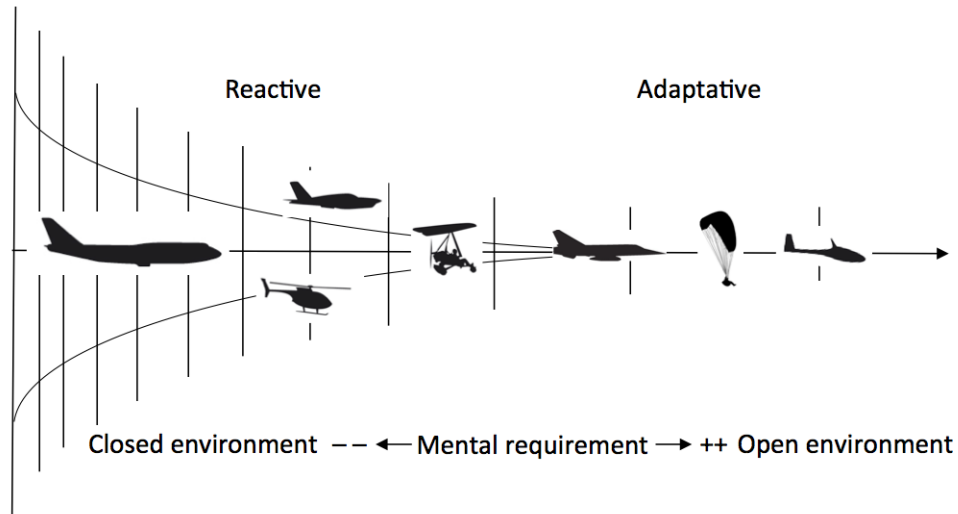 Reactive
Adaptative
Closed environment -- ← Mental requirement → ++ Open environment